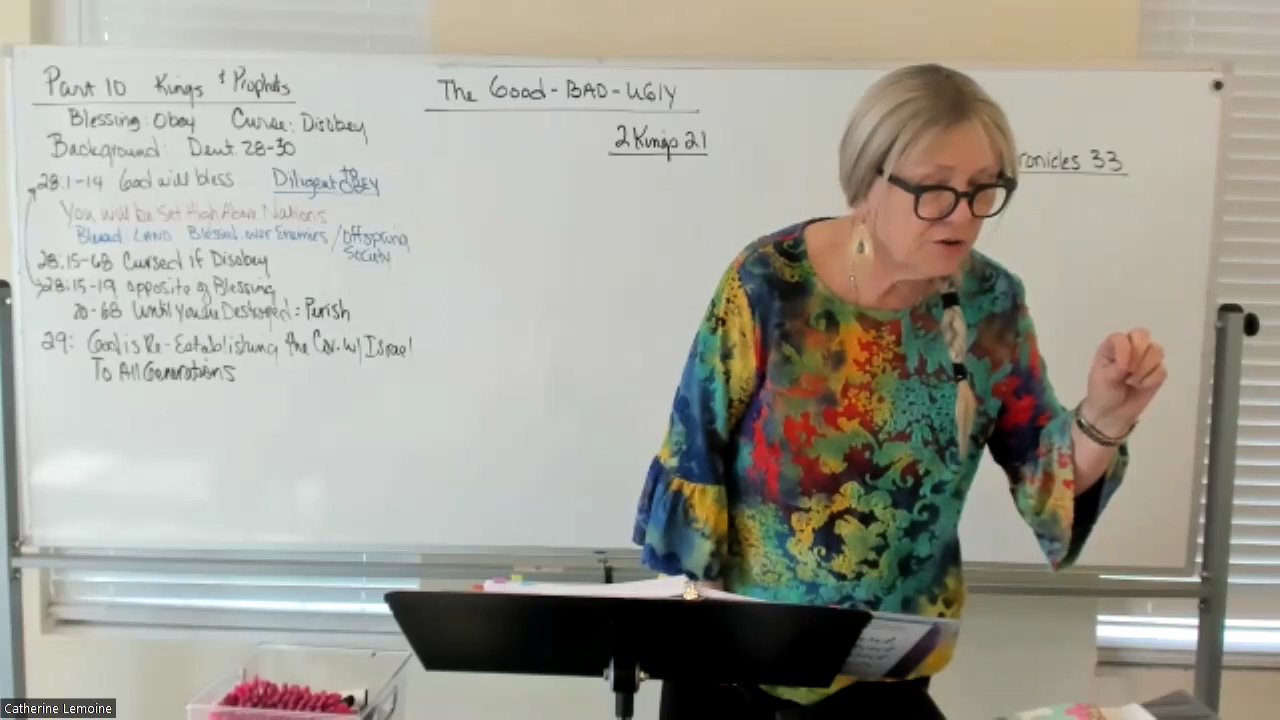 Part 10 Kings & Prophets
Blessing: Obey Curse: Disobey
Background: Deut. 28-30
28:1-14 God will bless Diligent to OBEY
You will be Set High Above Nations
Blessed over Enemies / Offspring
LAND Society
28:15-68 Cursed if Disobey
28:15-19 opposite of Blessing
20-68 Until you are Destroyed = Perish
29: God is Re-Establishing the Cov. w/ Israel
To All Generations
The Good-BAD-UGLY
2 Kings 21
ronicles 33
Catherine Lemoine